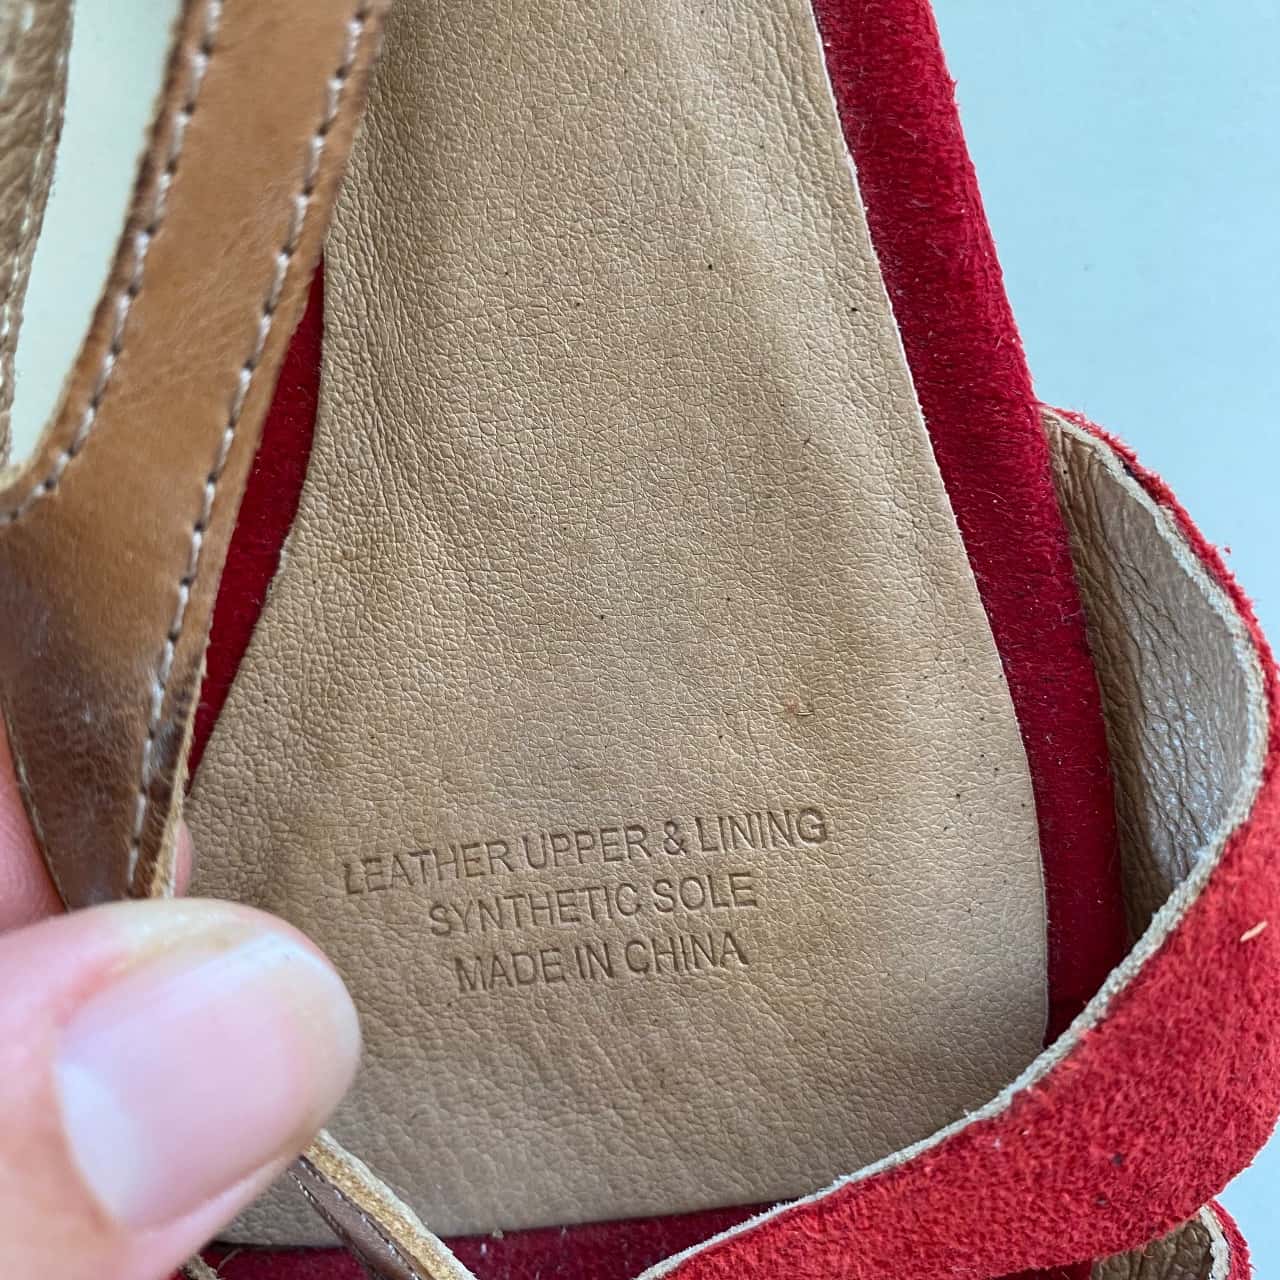 LEATHER UPPER & LINING
SYNTHETIC SOLE
MADE IN CHINA